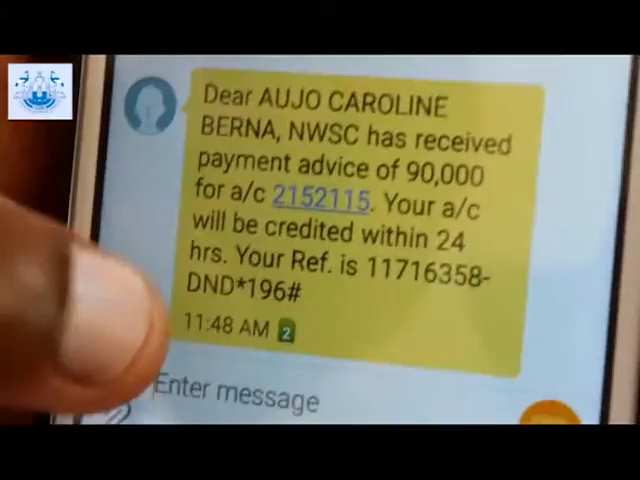 Dear AUJO CAROLINE
BERNA, NWSC has received
payment advice of 90,000
for a/c 2152115. Your a/c
will be credited within 24
hrs. Your Ref. is 11716358-
DND*196#
11:48 AM 2
Enter message